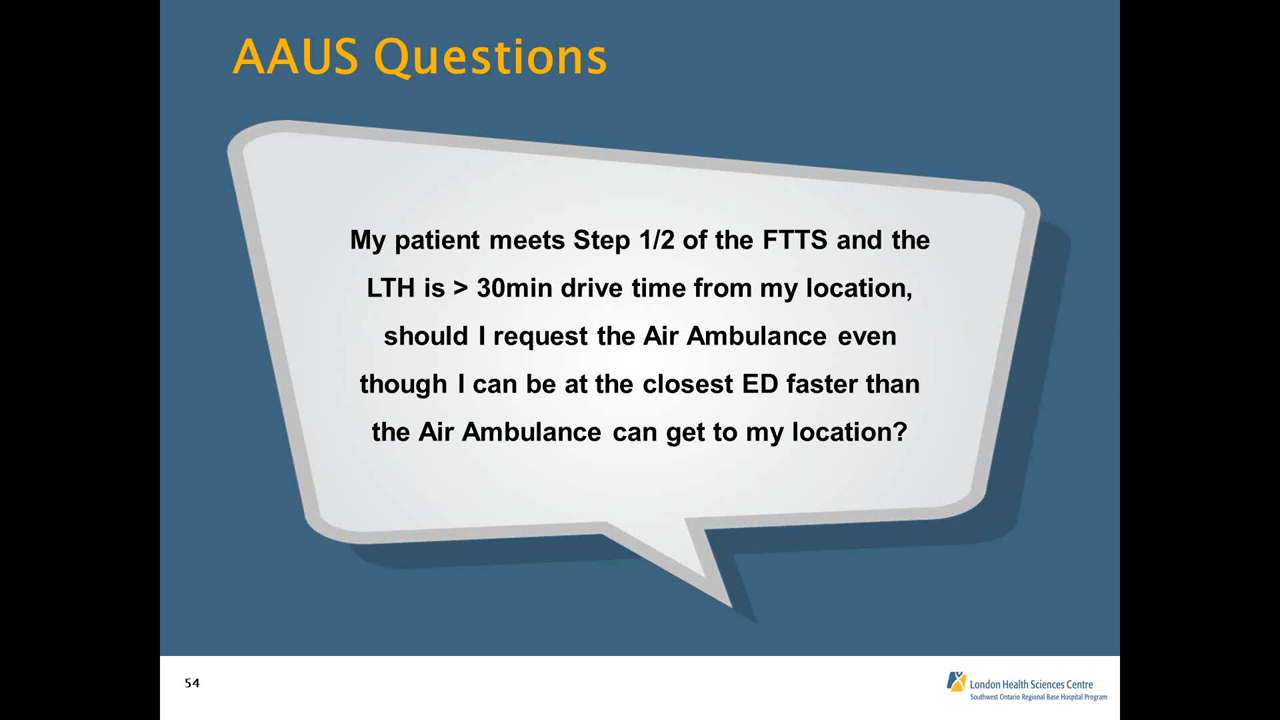 AAUS Questions
My patient meets Step 1/2 of the FTTS and the
LTH is > 30min drive time from my location,
should I request the Air Ambulance even
though I can be at the closest ED faster than
the Air Ambulance can get to my location?
54
London Health Sciences Centre
Southwest Ontario Regional Base Hospital Program